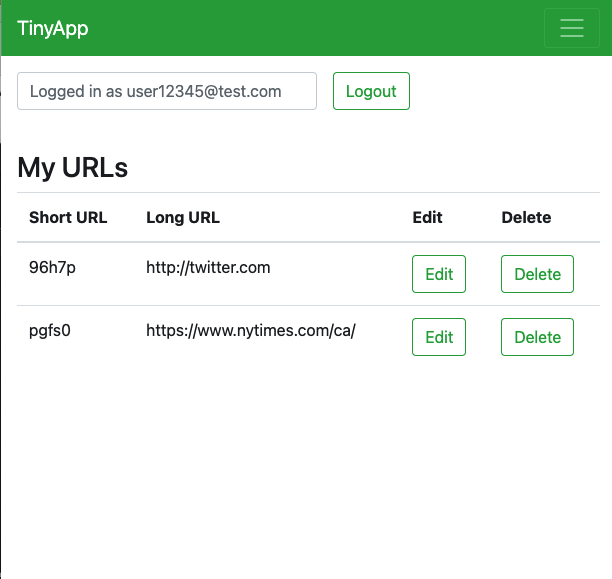 TinyApp
Logged in as user12345@test.com Logout
My URLs
Short URL Long URL Edit Delete
96h7p http://twitter.com Edit Delete
pgfs0 https://www.nytimes.com/ca/ Edit Delete